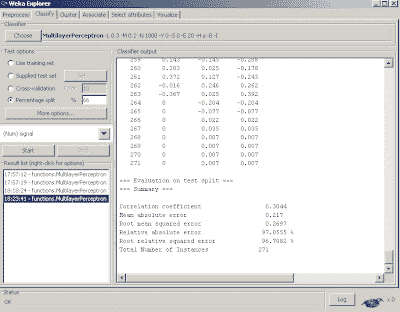 Weka Explorer
Preprocess Classify Cluster Associate Select attributes Visualize
Classifier
Choose MultilayerPerceptron -L 0.3 -M 0.2 -N 1000 -V 0 -S 0 -E 20 -H a -B -I
Test options
Use training set
Supplied test set Set...
Cross-validation Folds 10
Percentage split % 66
More options...
(Num) signal
Start Stop
Result list (right-click for options)
17:57:12 - functions.MultilayerPerceptron
17:57:19 - functions.MultilayerPerceptron
18:18:24 - functions.MultilayerPerceptron
18:23:41 - functions.MultilayerPerceptron
Classifier output
259 0.143 -0.145 -0.288
260 0.203 0.025 -0.178
261 0.372 0.127 -0.245
262 -0.016 0.246 0.262
263 -0.367 0.025 0.392
264 0 -0.204 -0.204
265 0 -0.077 -0.077
266 0 0.022 0.022
267 0 0.035 0.035
268 0 0.007 0.007
269 0 0.007 0.007
270 0 0.007 0.007
271 0 0.007 0.007
=== Evaluation on test split ===
=== Summary ===
Correlation coefficient 0.3044
Mean absolute error 0.217
Root mean squared error 0.2697
Relative absolute error 97.0555 %
Root relative squared error 96.7082 %
Total Number of Instances 271
Status
OK
Log
x 0